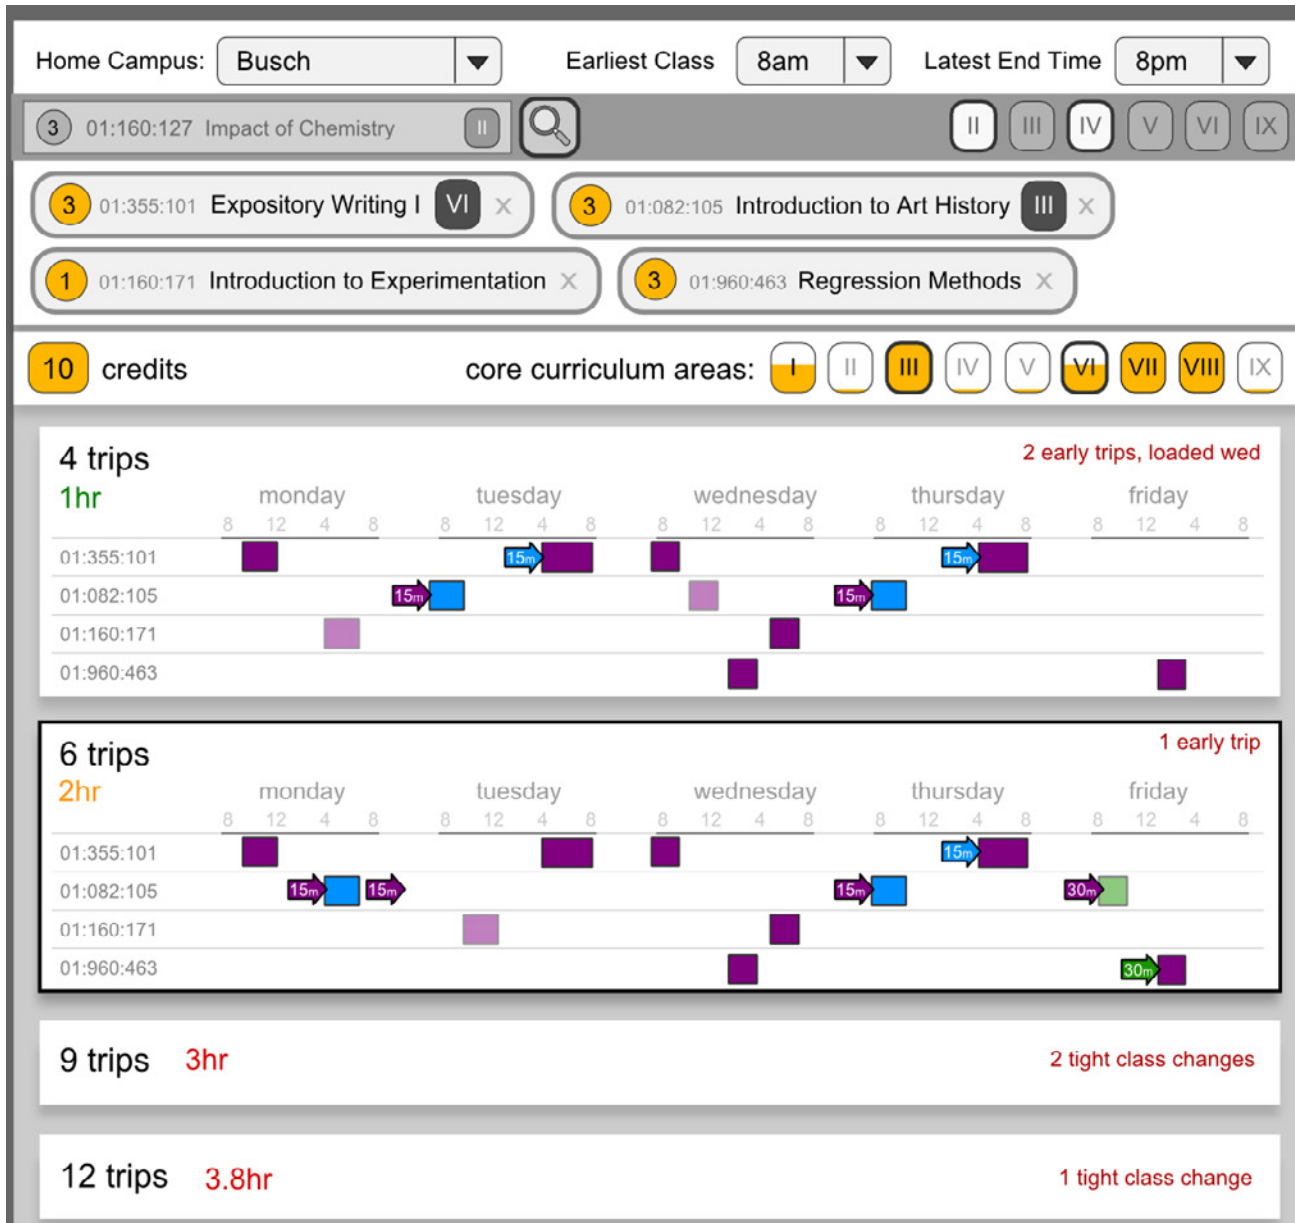 Home Campus: Busch Earliest Class 8am Latest End Time 8pm
3 01:160:127 Impact of Chemistry II II III IV V VI IX
3 01:355:101 Expository Writing I VI X 3 01:082:105 Introduction to Art History III X
1 01:160:171 Introduction to Experimentation X 3 01:960:463 Regression Methods X
10 credits core curriculum areas: I II III IV V VI VII VIII IX
4 trips 2 early trips, loaded wed
1hr monday tuesday wednesday thursday friday
8 12 4 8 8 12 4 8 8 12 4 8 8 12 4 8 8 12 4 8
01:355:101 15m 15m
01:082:105 15m 15m
01:160:171
01:960:463
6 trips 1 early trip
2hr monday tuesday wednesday thursday friday
8 12 4 8 8 12 4 8 8 12 4 8 8 12 4 8 8 12 4 8
01:355:101 15m
01:082:105 15m 15m 15m 30m
01:160:171
01:960:463 30m
9 trips 3hr 2 tight class changes
12 trips 3.8hr 1 tight class change